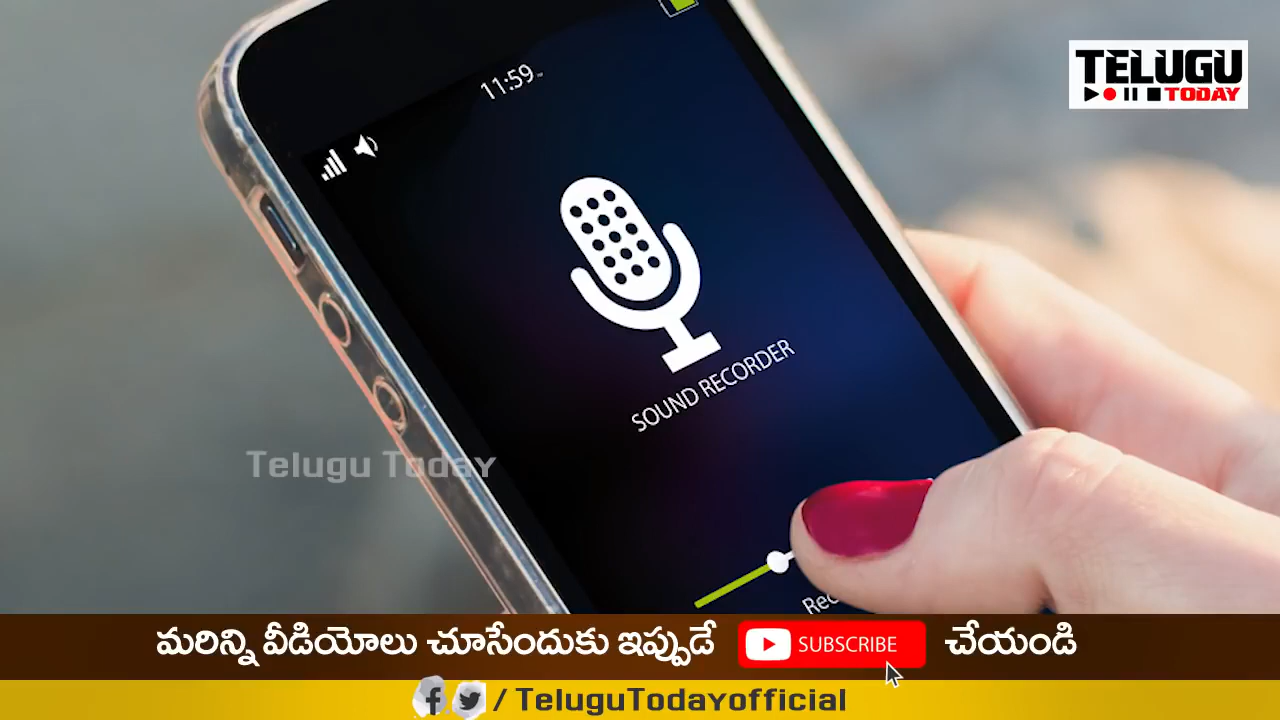 TELUGU
TODAY
11:59
SOUND RECORDER
Telugu Today
మరిన్ని వీడియోలు చూసేందుకు ఇప్పుడే SUBSCRIBE చేయండి
/ TeluguTodayofficial